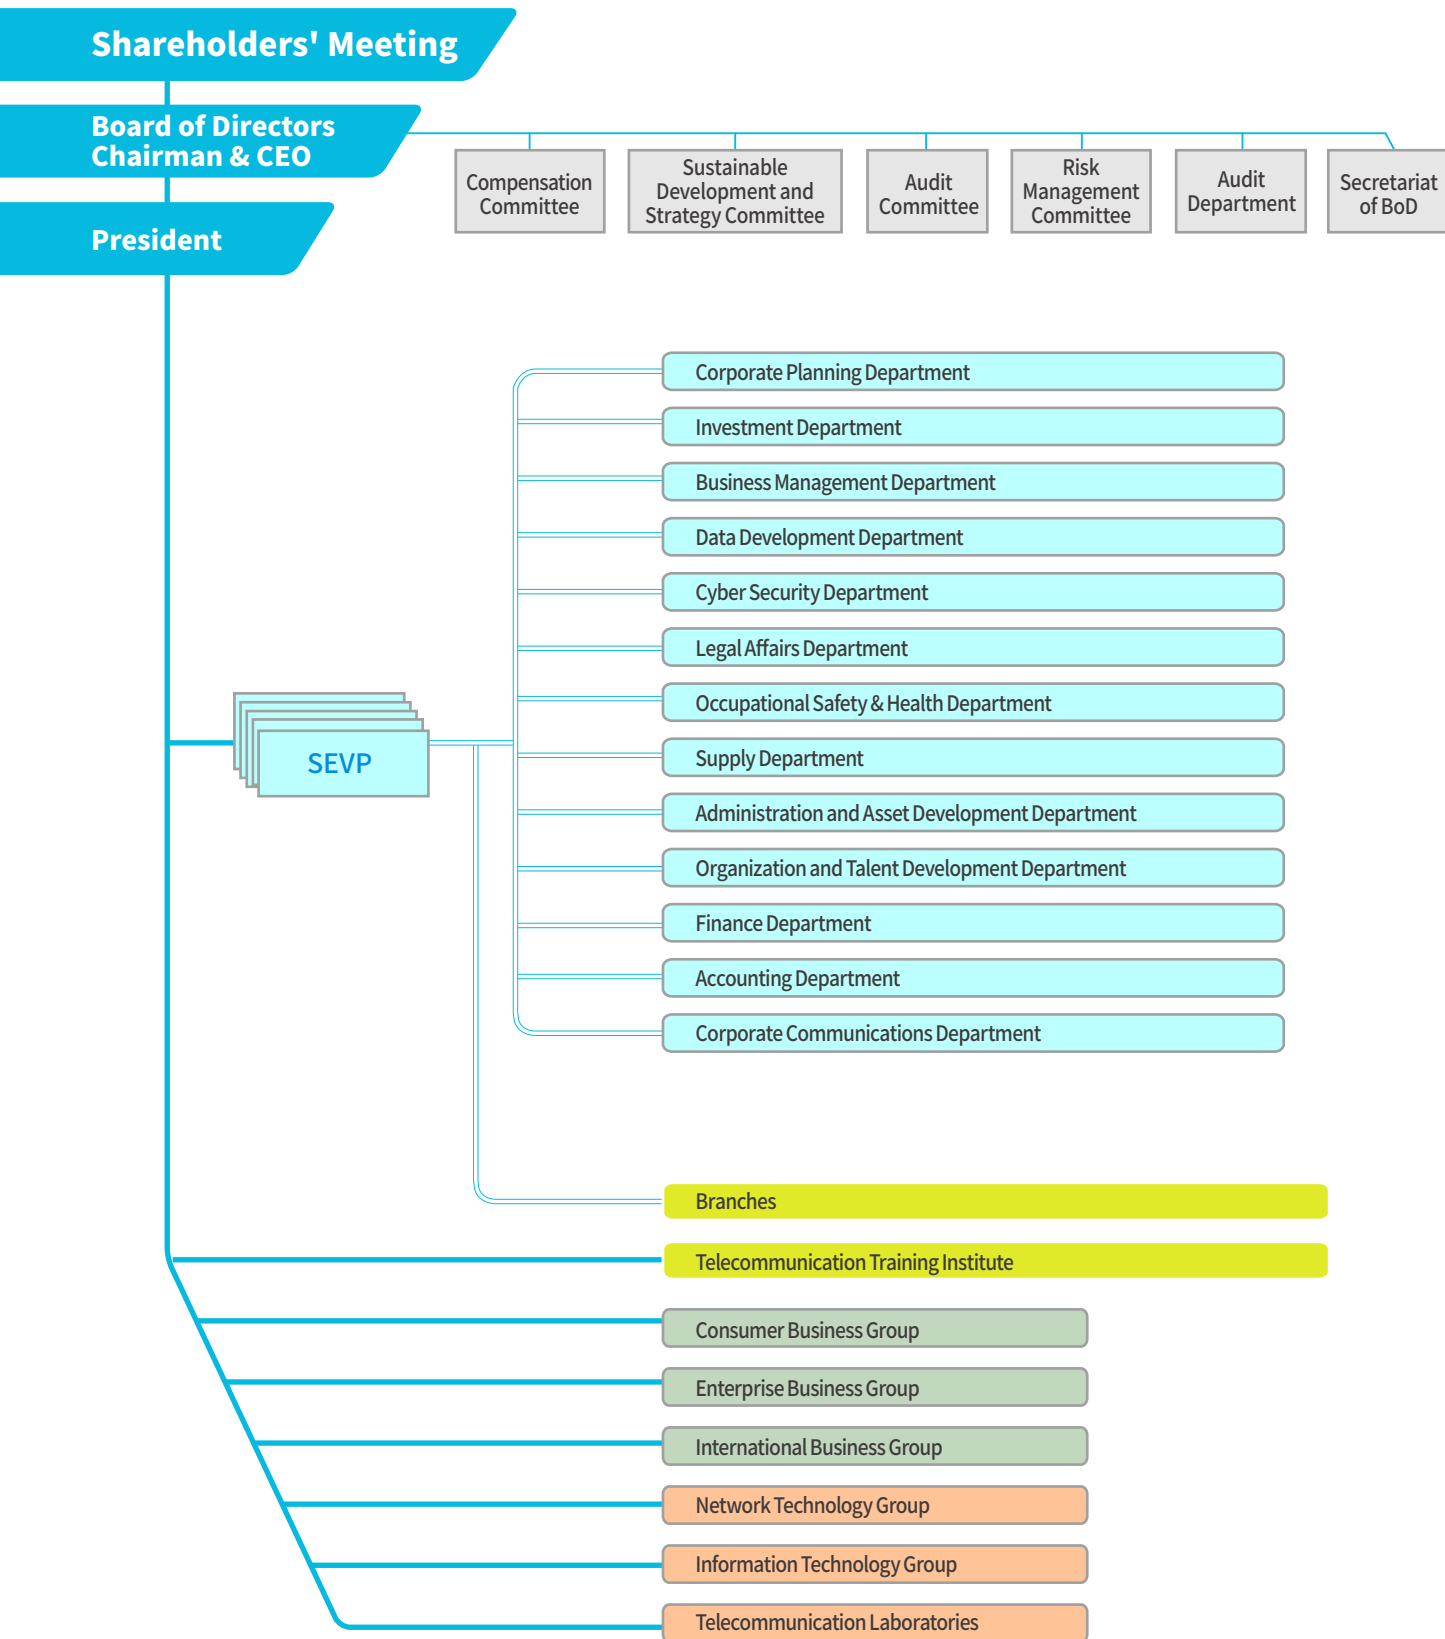 Shareholders' Meeting
Board of Directors
Chairman & CEO
President
Compensation
Committee
Sustainable
Development and
Strategy Committee
Audit
Committee
Risk
Management
Committee
Audit
Department
Secretariat
of BoD
Corporate Planning Department
Investment Department
Business Management Department
Data Development Department
Cyber Security Department
Legal Affairs Department
Occupational Safety & Health Department
SEVP
Supply Department
Administration and Asset Development Department
Organization and Talent Development Department
Finance Department
Accounting Department
Corporate Communications Department
Branches
Telecommunication Training Institute
Consumer Business Group
Enterprise Business Group
International Business Group
Network Technology Group
Information Technology Group
Telecommunication Laboratories